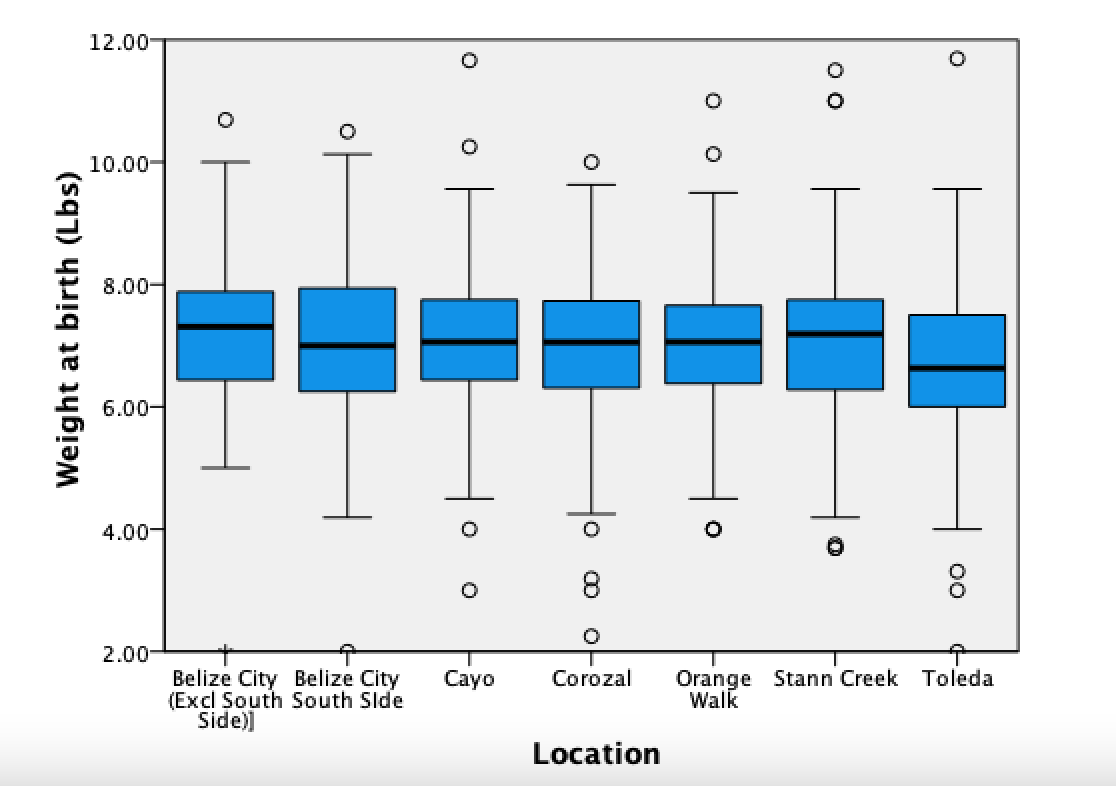 12.00
10.00
8.00
6.00
4.00
2.00
Weight at birth (Lbs)
Belize City
(Excl South
Side)]
Belize City
South SIde
Cayo
Corozal
Orange
Walk
Stann Creek
Toleda
Location